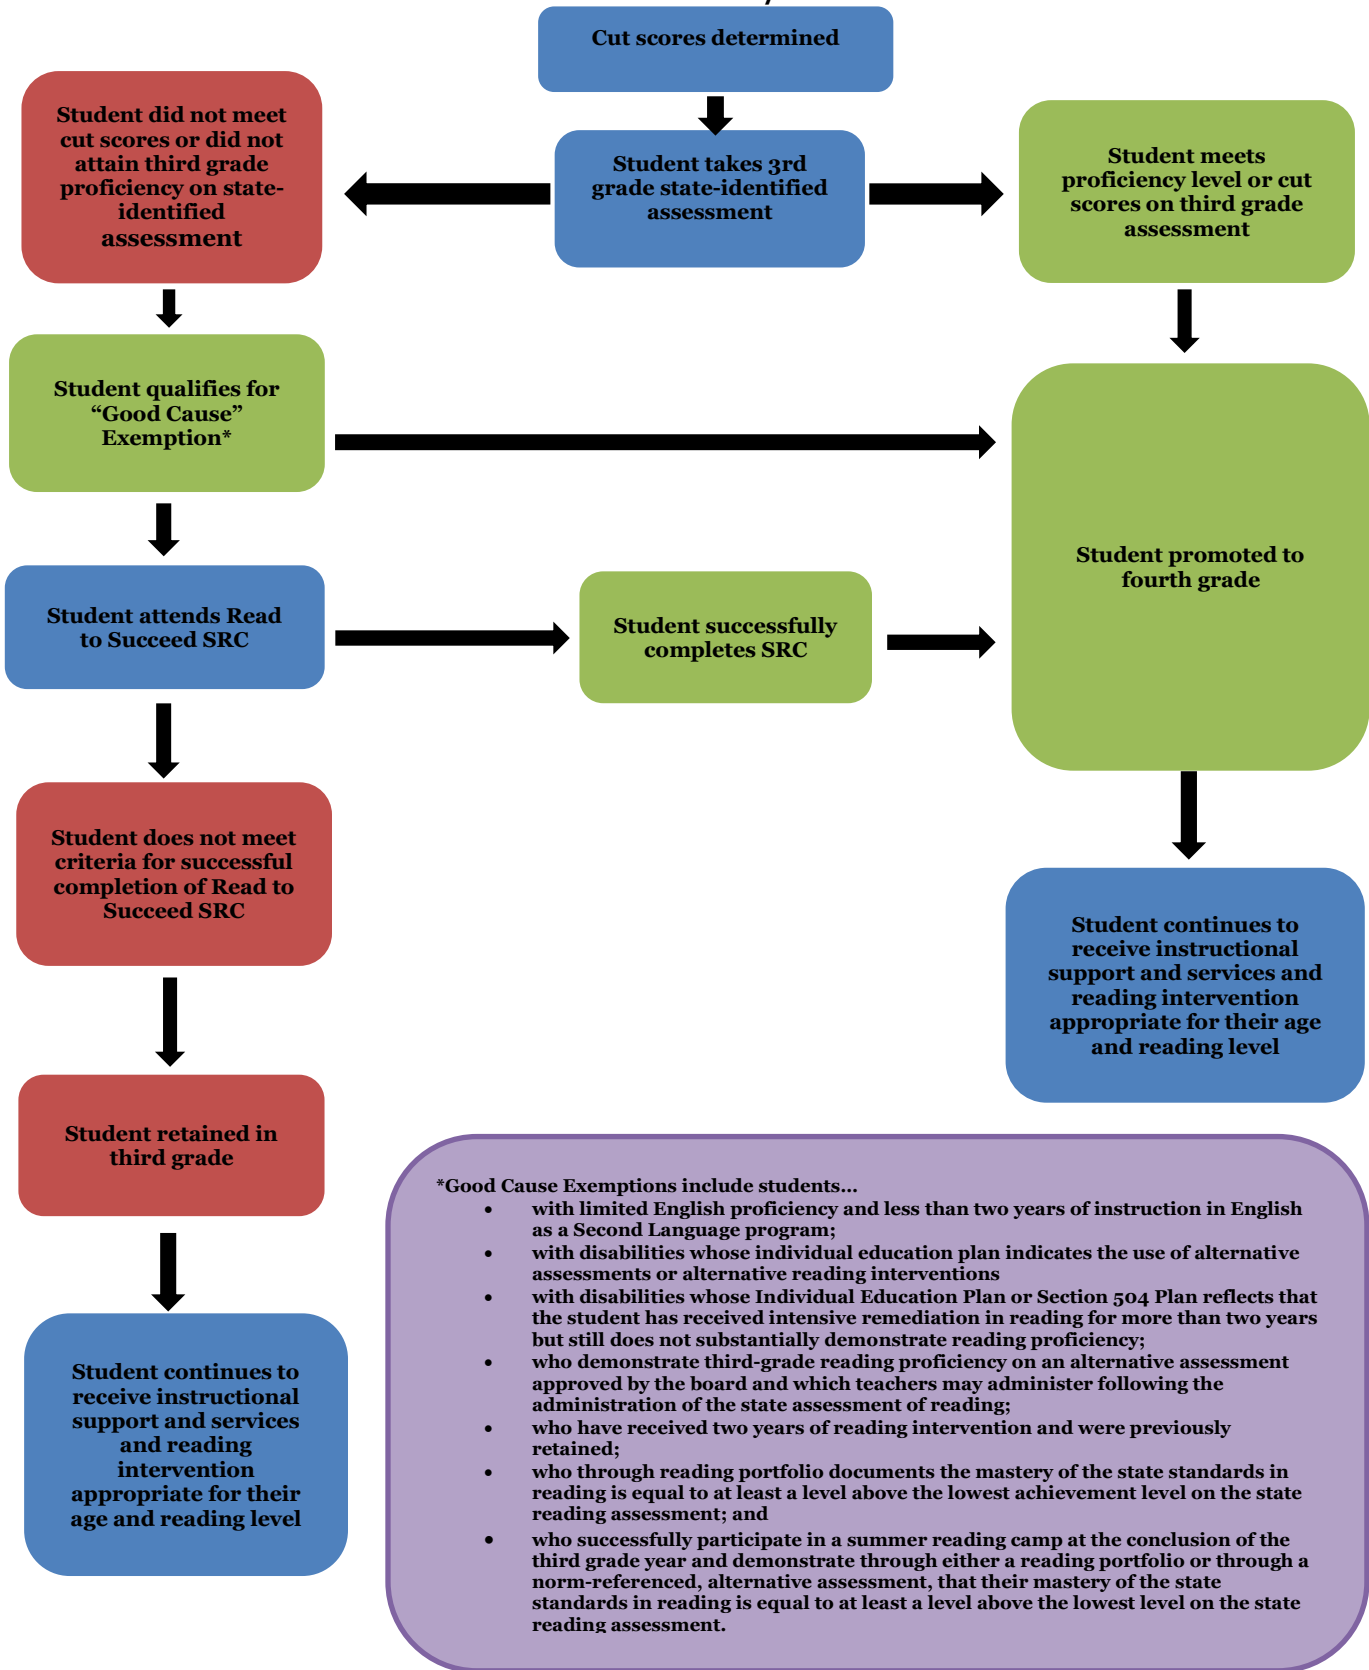 Cut scores determined
Student did not meet
cut scores or did not
attain third grade
proficiency on state-
identified
assessment
Student takes 3rd
grade state-identified
assessment
Student meets
proficiency level or cut
scores on third grade
assessment
Student qualifies for
“Good Cause”
Exemption*
Student promoted to
fourth grade
Student attends Read
to Succeed SRC
Student successfully
completes SRC
Student does not meet
criteria for successful
completion of Read to
Succeed SRC
Student continues to
receive instructional
support and services and
reading intervention
appropriate for their age
and reading level
Student retained in
third grade
Student continues to
receive instructional
support and services
and reading
intervention
appropriate for their
age and reading level
*Good Cause Exemptions include students…
• with limited English proficiency and less than two years of instruction in English
as a Second Language program;
• with disabilities whose individual education plan indicates the use of alternative
assessments or alternative reading interventions
• with disabilities whose Individual Education Plan or Section 504 Plan reflects that
the student has received intensive remediation in reading for more than two years
but still does not substantially demonstrate reading proficiency;
• who demonstrate third-grade reading proficiency on an alternative assessment
approved by the board and which teachers may administer following the
administration of the state assessment of reading;
• who have received two years of reading intervention and were previously
retained;
• who through reading portfolio documents the mastery of the state standards in
reading is equal to at least a level above the lowest achievement level on the state
reading assessment; and
• who successfully participate in a summer reading camp at the conclusion of the
third grade year and demonstrate through either a reading portfolio or through a
norm-referenced, alternative assessment, that their mastery of the state
standards in reading is equal to at least a level above the lowest level on the state
reading assessment.